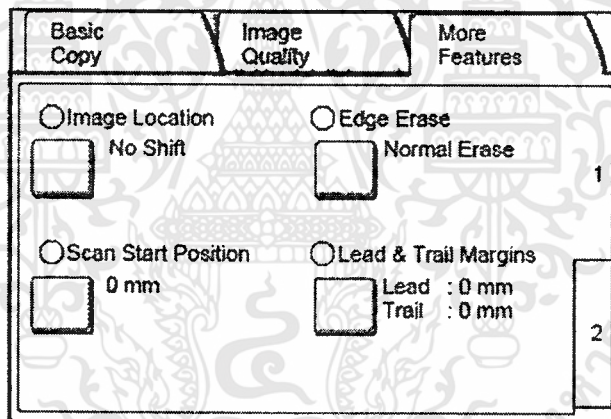 Basic
Copy
Image
Quality
More
Features
Image Location
No Shift
Edge Erase
Normal Erase
1
Scan Start Position
0 mm
Lead & Trail Margins
Lead : 0 mm
Trail : 0 mm
2